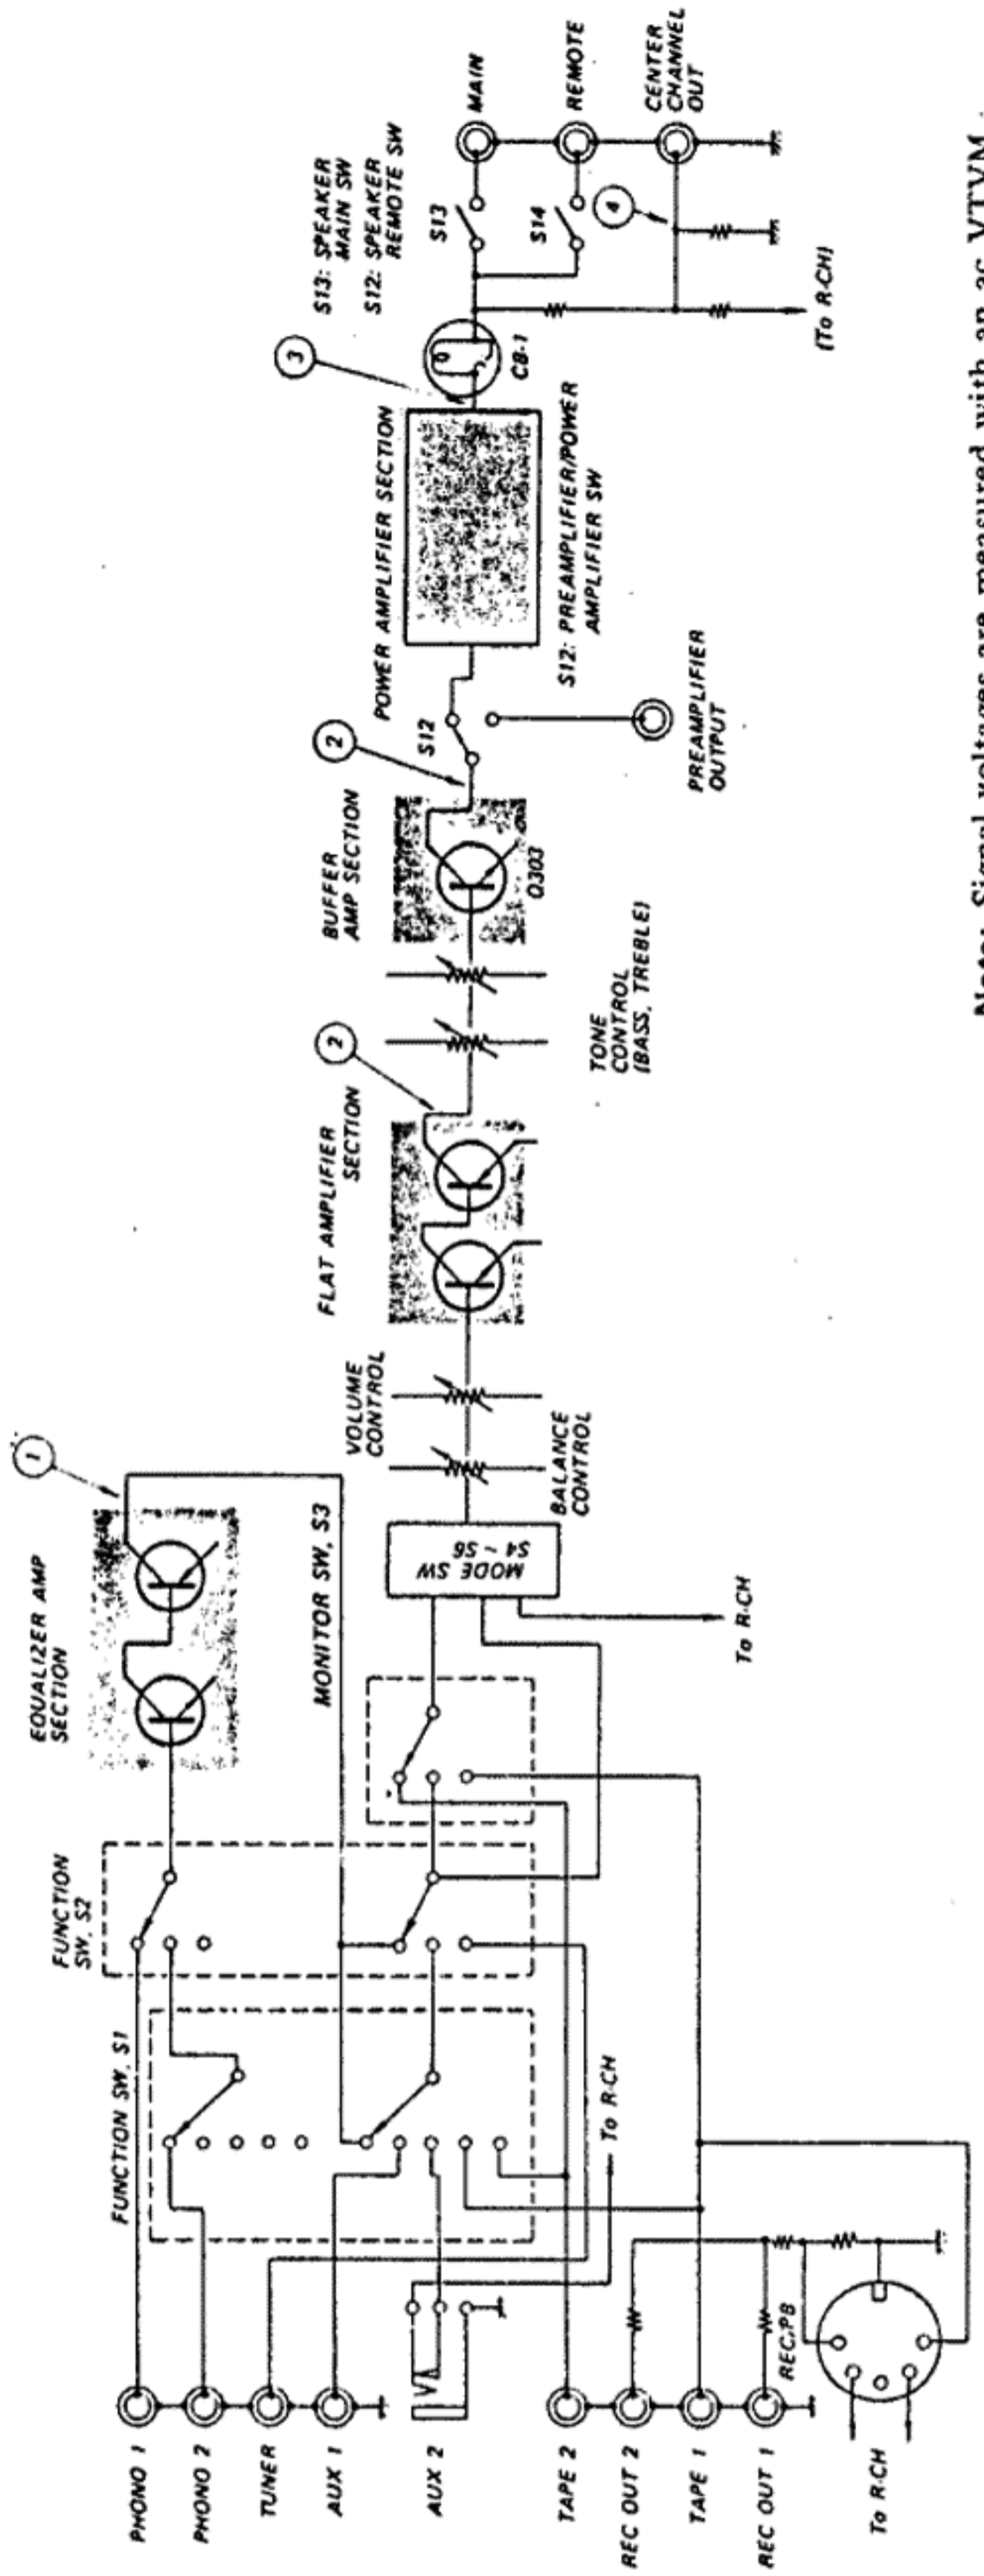 PHONO 1
PHONO 2
TUNER
AUX 1
AUX 2
TAPE 2
REC OUT 2
TAPE 1
REC OUT 1
REC/PB
To R-CH
To R-CH
FUNCTION SW, S1
FUNCTION
SW, S2
EQUALIZER AMP
SECTION
1
MONITOR SW, S3
MODE SW
S4 ~ S6
To R-CH
VOLUME
CONTROL
BALANCE
CONTROL
FLAT AMPLIFIER
SECTION
2
TONE
CONTROL
(BASS, TREBLE)
BUFFER
AMP SECTION
Q303
2
S12
PREAMPLIFIER
OUTPUT
POWER AMPLIFIER SECTION
S12: PREAMPLIFIER/POWER
AMPLIFIER SW
3
CB-1
S13: SPEAKER
MAIN SW
S12: SPEAKER
REMOTE SW
S13
S14
4
(To R-CH)
MAIN
REMOTE
CENTER
CHANNEL
OUT
Note: Signal voltages are measured with an ac VTVM.